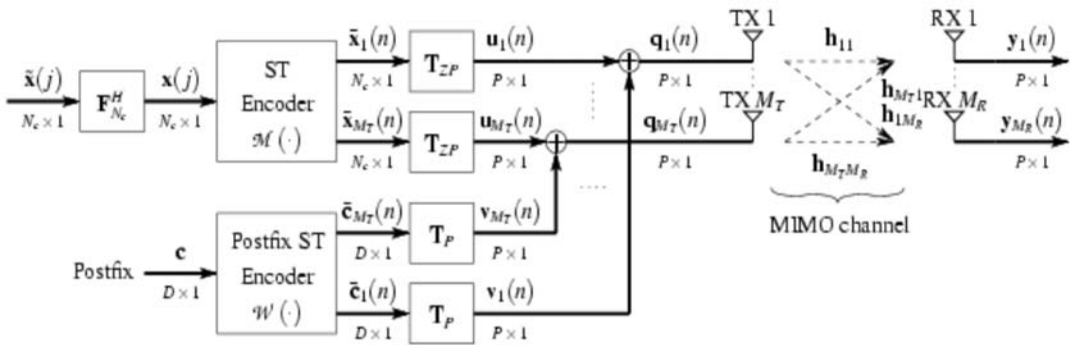 TX 1
RX 1
x̃(j)
N_c × 1
F^H_{N_c}
x(j)
N_c × 1
ST
Encoder
ℳ(·)
x̄_1(n)
N_c × 1
T_{ZP}
u_1(n)
P × 1
q_1(n)
P × 1
h_{11}
y_1(n)
P × 1
x̄_{M_T}(n)
N_c × 1
T_{ZP}
u_{M_T}(n)
P × 1
q_{M_T}(n)
P × 1
TX M_T
h_{M_T 1}
h_{1M_R}
RX M_R
y_{M_R}(n)
P × 1
h_{M_T M_R}
MIMO channel
Postfix
c
D × 1
Postfix ST
Encoder
𝒲(·)
c̄_{M_T}(n)
D × 1
T_P
v_{M_T}(n)
P × 1
c̄_1(n)
D × 1
T_P
v_1(n)
P × 1